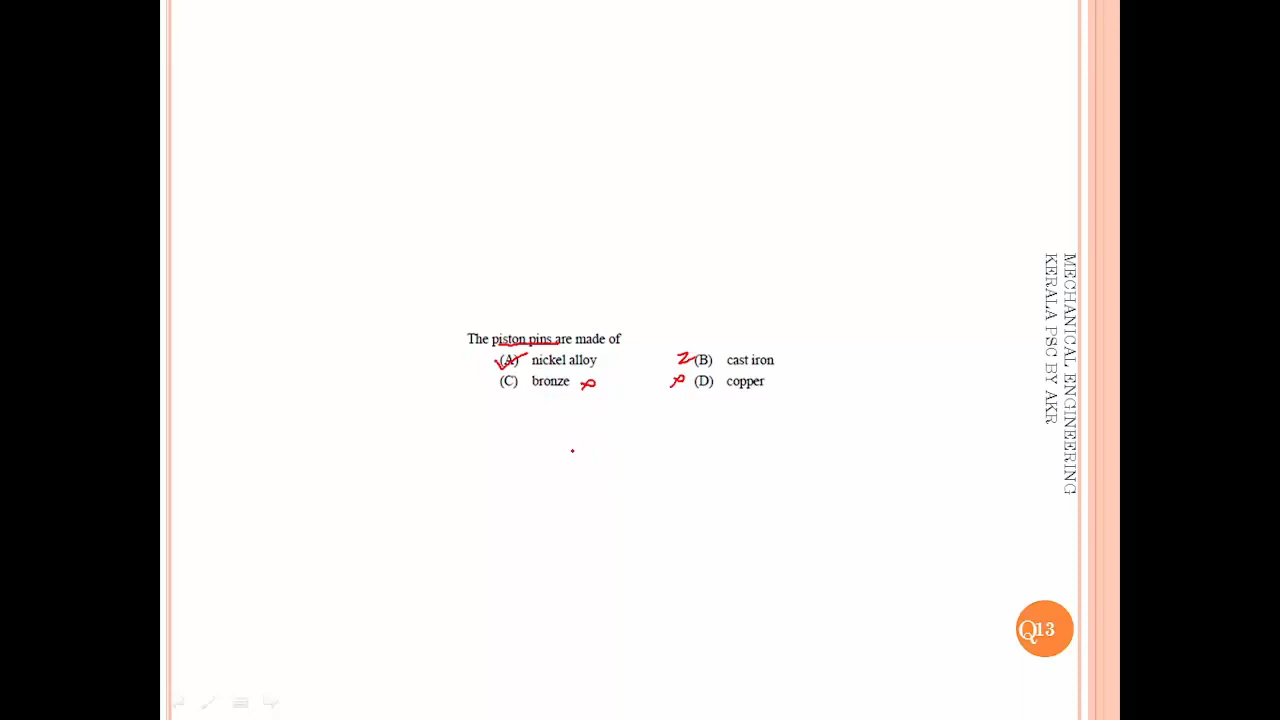 The piston pins are made of
(A) nickel alloy (B) cast iron
(C) bronze (D) copper
MECHANICAL ENGINEERING
KERALA PSC BY AKR
Q13